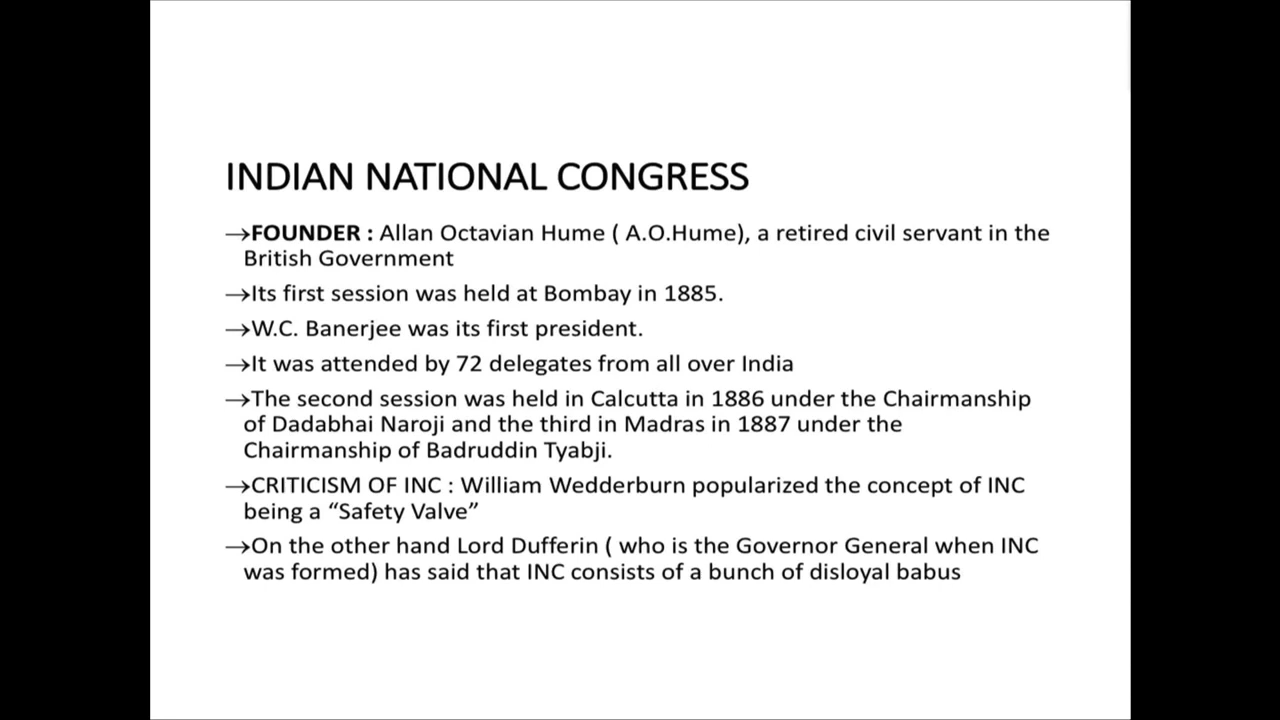 INDIAN NATIONAL CONGRESS
→FOUNDER : Allan Octavian Hume ( A.O.Hume), a retired civil servant in the
British Government
→Its first session was held at Bombay in 1885.
→W.C. Banerjee was its first president.
→It was attended by 72 delegates from all over India
→The second session was held in Calcutta in 1886 under the Chairmanship
of Dadabhai Naroji and the third in Madras in 1887 under the
Chairmanship of Badruddin Tyabji.
→CRITICISM OF INC : William Wedderburn popularized the concept of INC
being a “Safety Valve”
→On the other hand Lord Dufferin ( who is the Governor General when INC
was formed) has said that INC consists of a bunch of disloyal babus